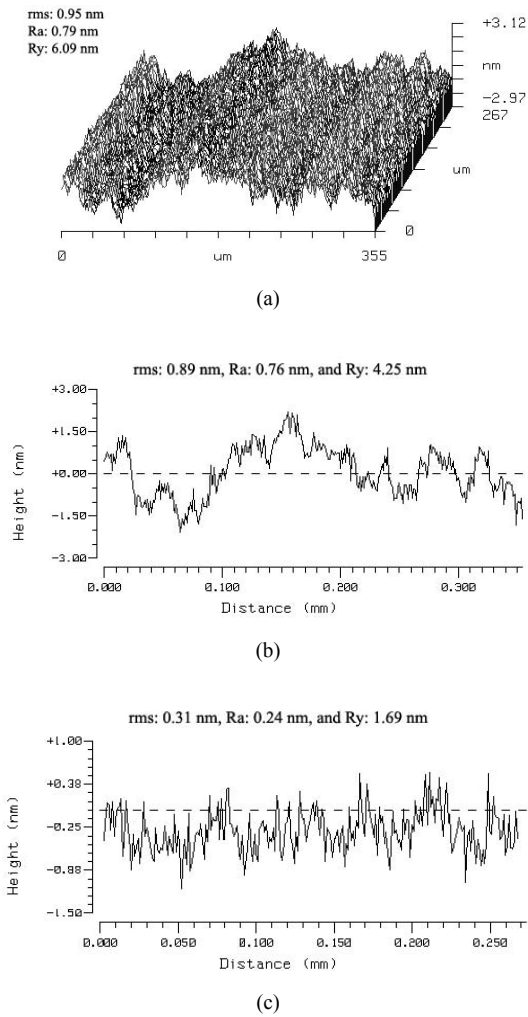 rms: 0.95 nm
Ra: 0.79 nm
Ry: 6.09 nm
+3.12
nm
-2.97
267
um
0
0
um
355
(a)
rms: 0.89 nm, Ra: 0.76 nm, and Ry: 4.25 nm
+3.00
+1.50
+0.00
-1.50
-3.00
Height (nm)
0.000
0.100
0.200
0.300
Distance (mm)
(b)
rms: 0.31 nm, Ra: 0.24 nm, and Ry: 1.69 nm
+1.00
+0.38
-0.25
-0.88
-1.50
Height (nm)
0.000
0.050
0.100
0.150
0.200
0.250
Distance (mm)
(c)